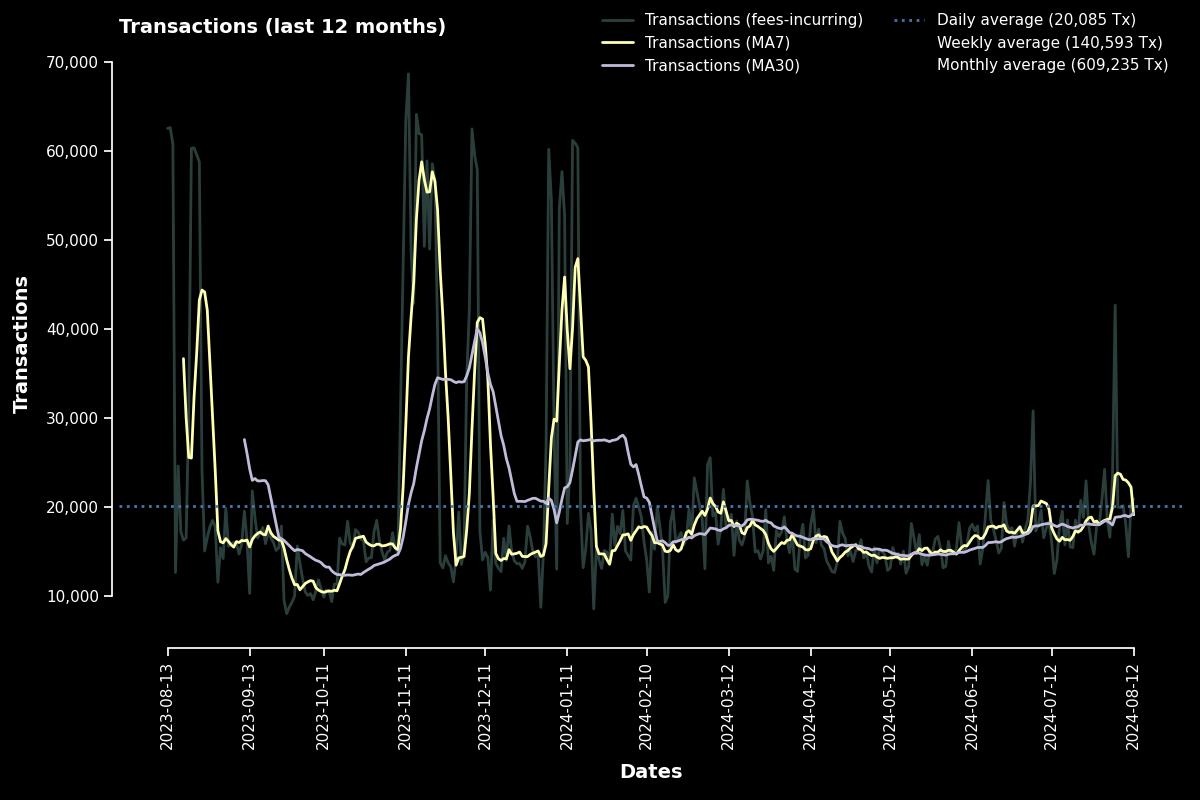 Transactions (last 12 months)
Transactions (fees-incurring)
Transactions (MA7)
Transactions (MA30)
Daily average (20,085 Tx)
Weekly average (140,593 Tx)
Monthly average (609,235 Tx)
Transactions
70,000
60,000
50,000
40,000
30,000
20,000
10,000
2023-08-13
2023-09-13
2023-10-11
2023-11-11
2023-12-11
2024-01-11
2024-02-10
2024-03-12
2024-04-12
2024-05-12
2024-06-12
2024-07-12
2024-08-12
Dates